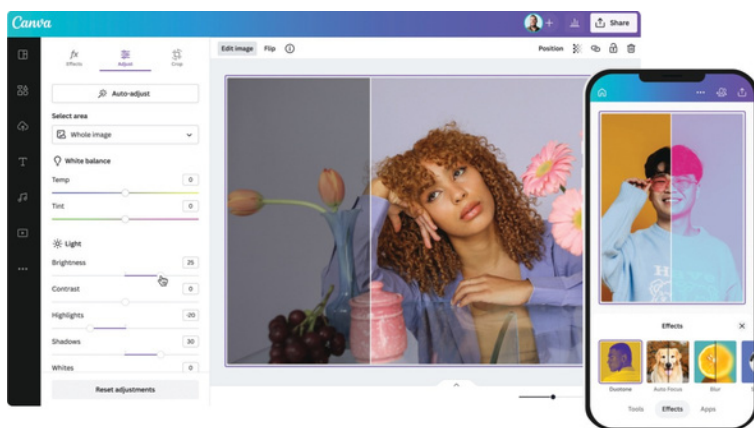 Canva
+
Share
Effects
Adjust
Crop
Edit image
Flip
Position
Auto-adjust
Select area
Whole image
White balance
Temp
0
Tint
0
Light
Brightness
25
Contrast
0
Highlights
-20
Shadows
30
Whites
0
Reset adjustments
HAVE
Effects
Duotone
Auto Focus
Blur
Tools
Effects
Apps